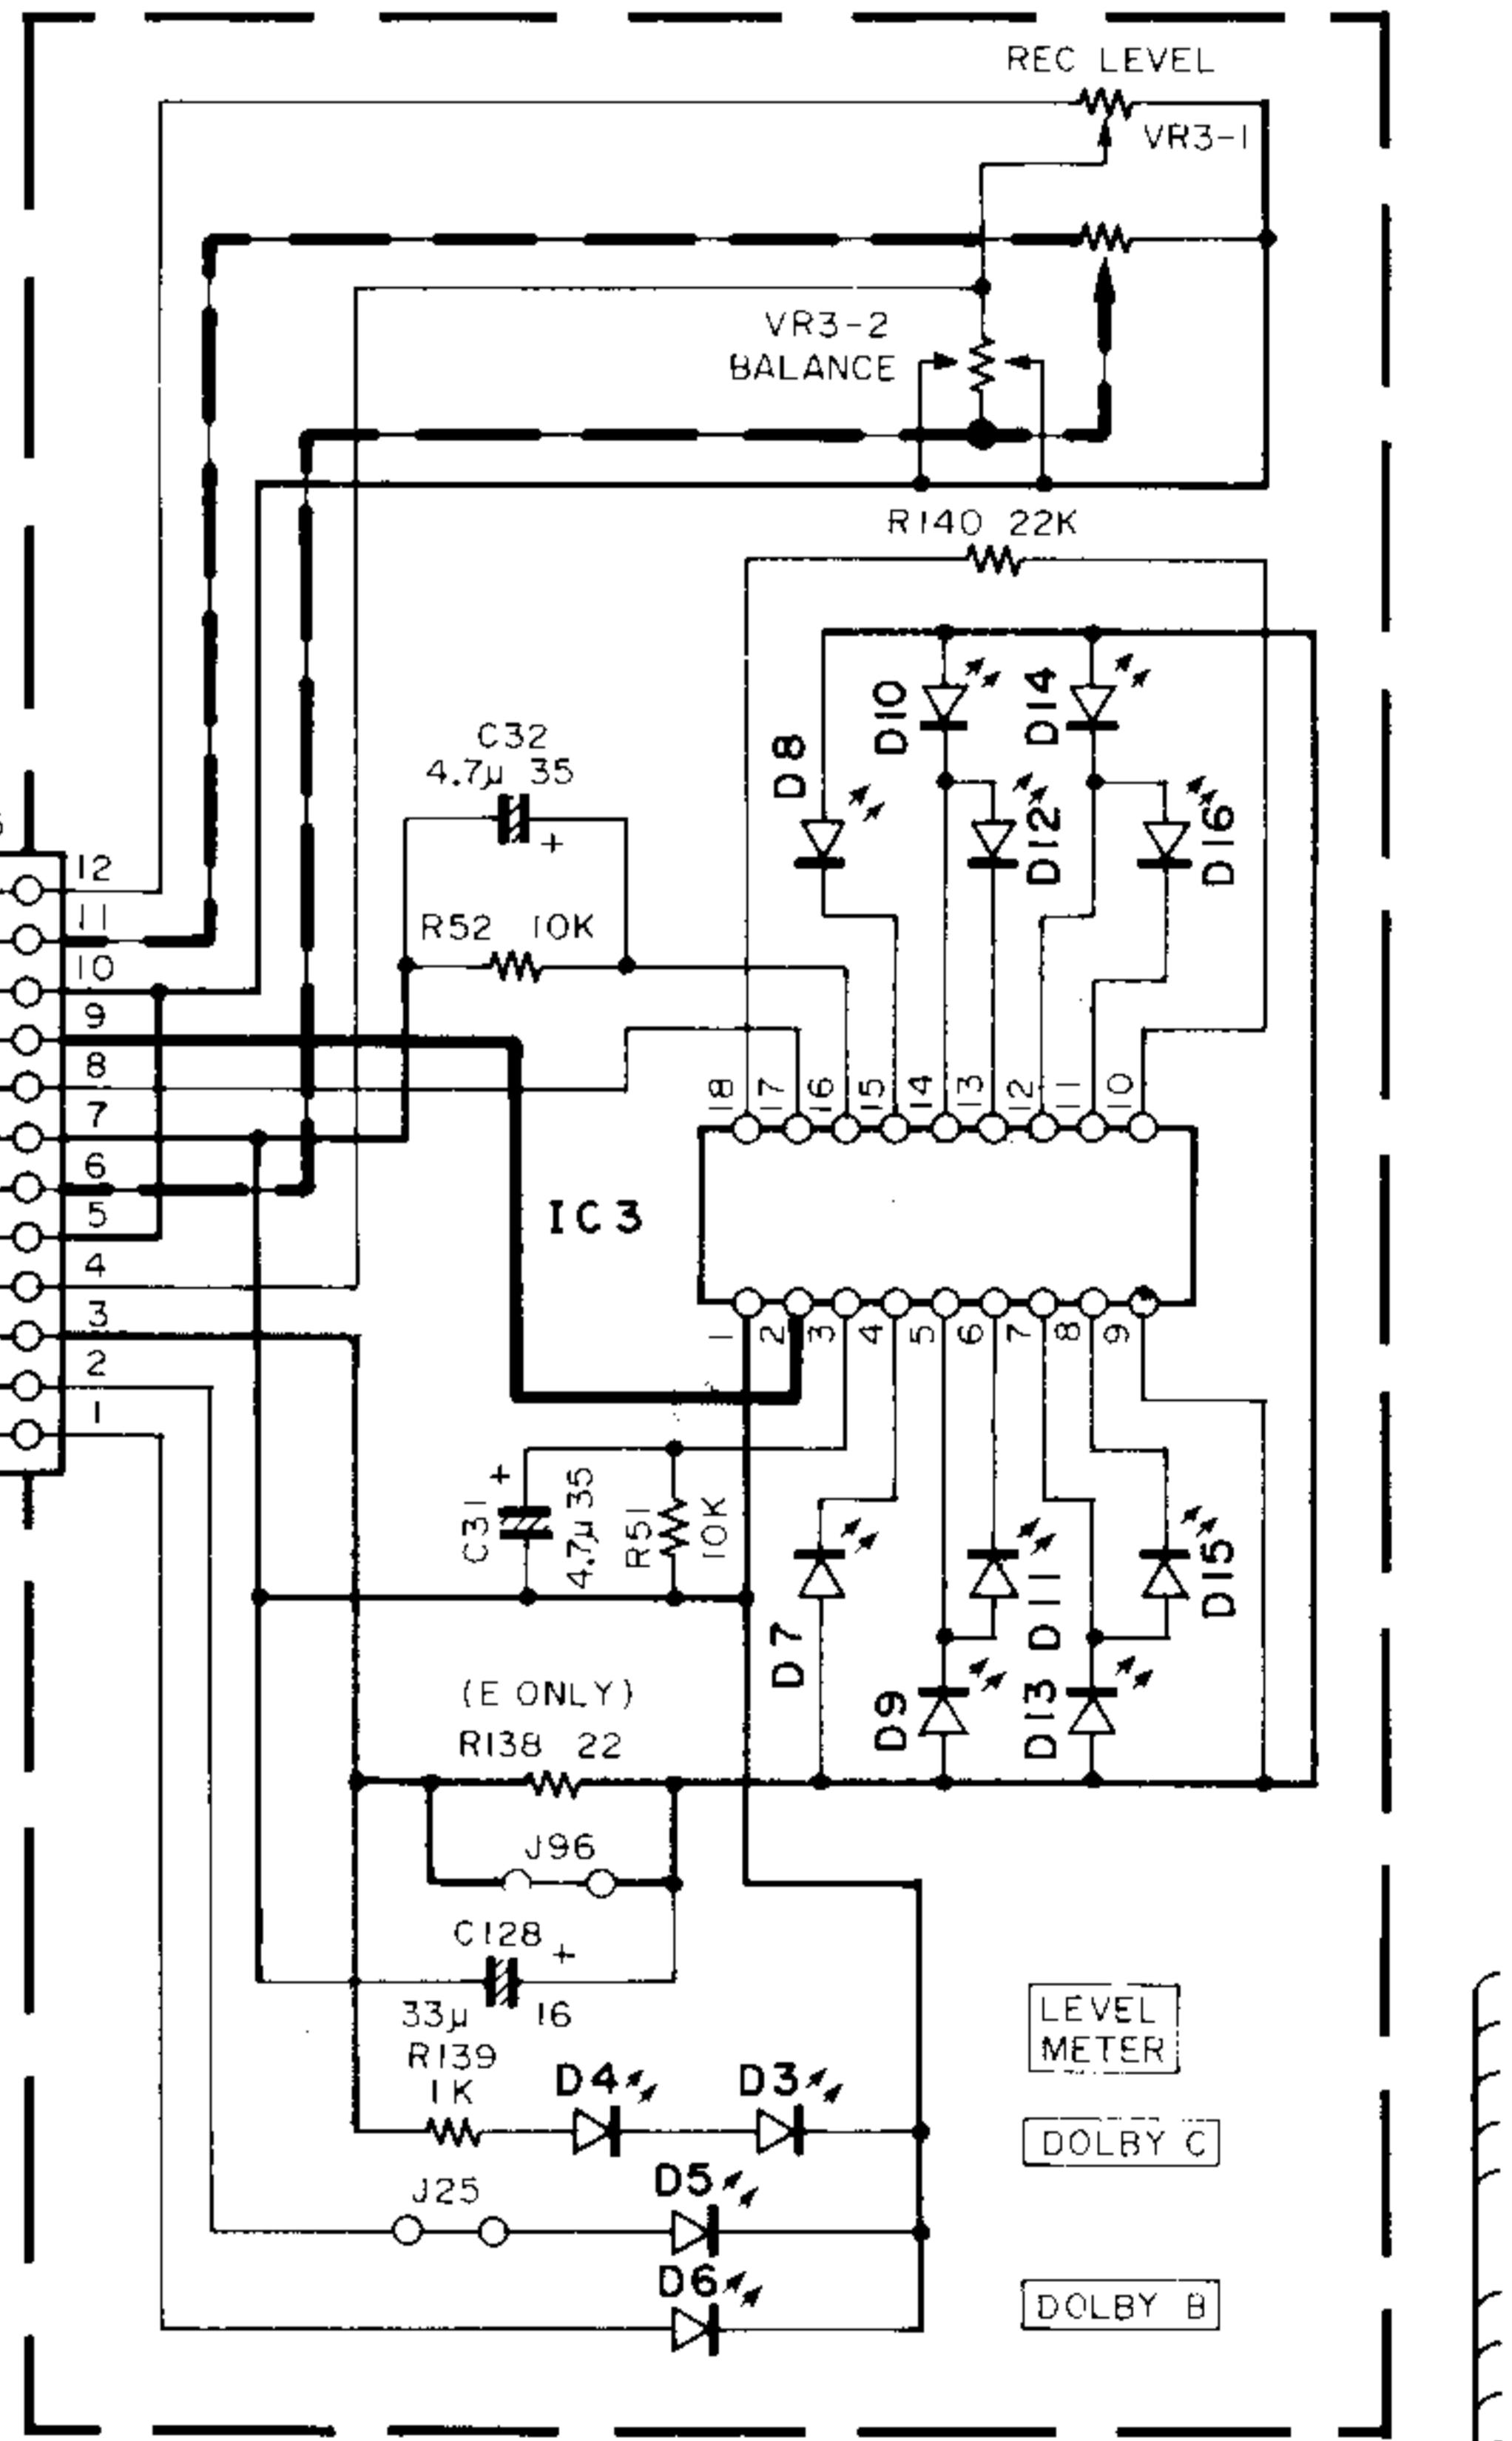 REC LEVEL
VR3-1
VR3-2
BALANCE
R140 22K
D8
D10
D14
D12
D16
C32
4.7μ 35
+
R52 10K
12
11
10
9
8
7
6
5
4
3
2
1
18
17
16
15
14
13
12
11
10
IC3
1
2
3
4
5
6
7
8
9
+
C31
4.7μ 35
R51
10K
D7
D9
D11
D13
D15
(E ONLY)
R138 22
J96
C128
+
33μ 16
R139
1K
D4
D3
LEVEL
METER
DOLBY C
J25
D5
D6
DOLBY B